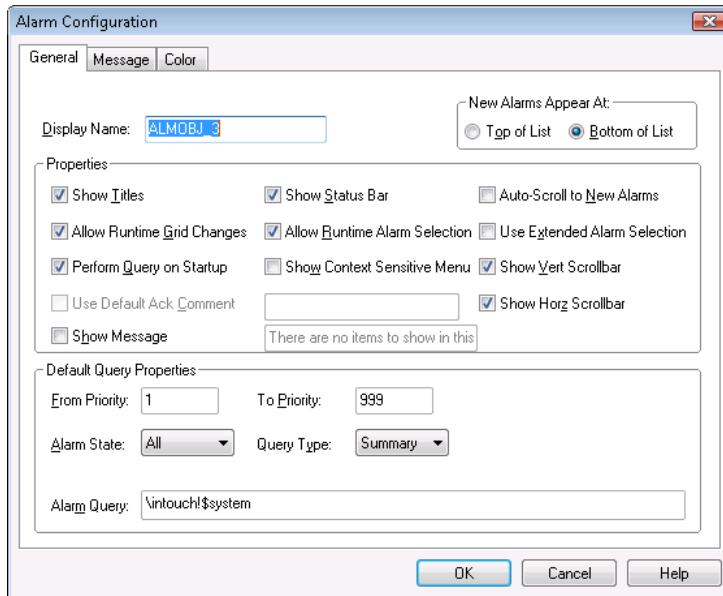 Alarm Configuration
General Message Color
New Alarms Appear At:
Display Name: ALMOBJ_3
Top of List Bottom of List
Properties
Show Titles Show Status Bar Auto-Scroll to New Alarms
Allow Runtime Grid Changes Allow Runtime Alarm Selection Use Extended Alarm Selection
Perform Query on Startup Show Context Sensitive Menu Show Vert Scrollbar
Use Default Ack Comment Show Horz Scrollbar
Show Message There are no items to show in this
Default Query Properties
From Priority: 1 To Priority: 999
Alarm State: All Query Type: Summary
Alarm Query: \intouch!$system
OK Cancel Help